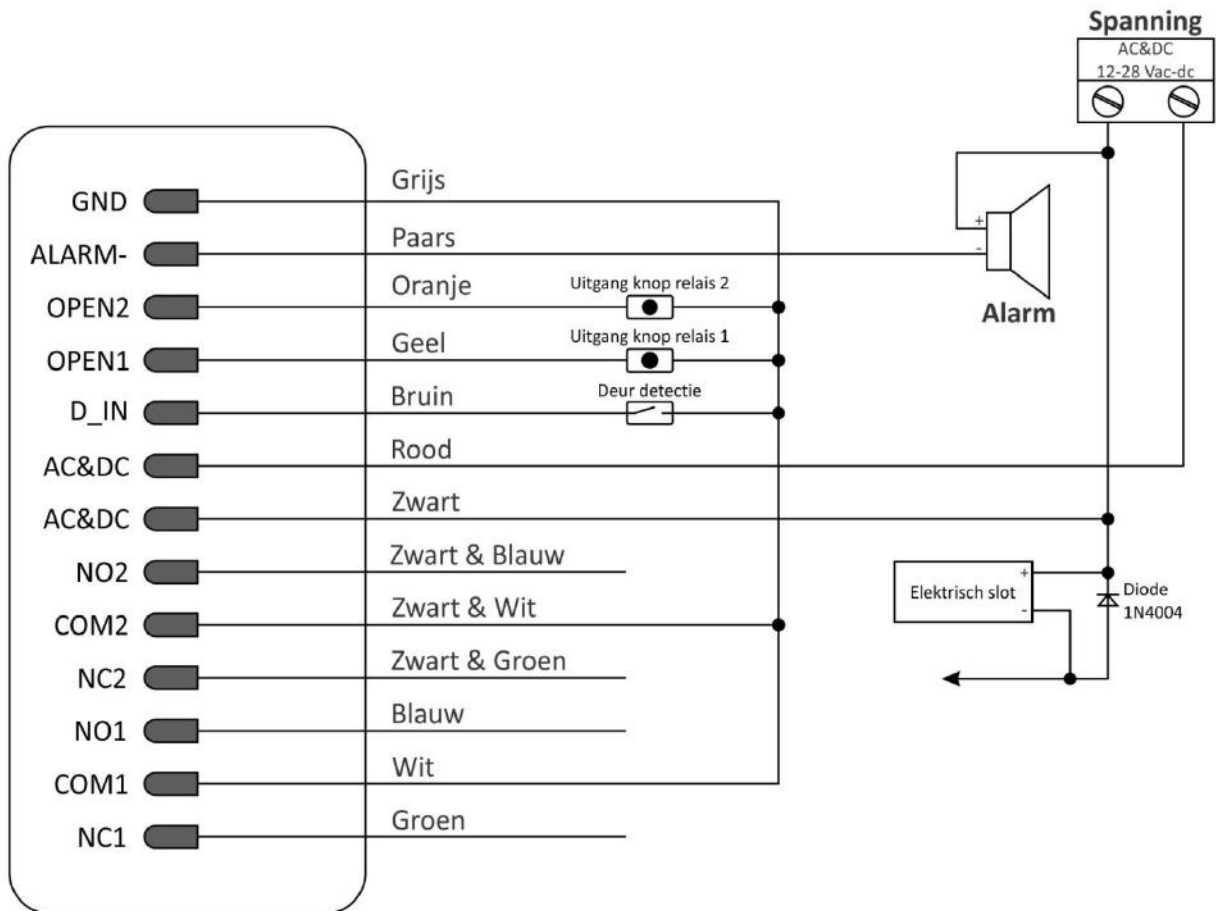 Spanning
AC&DC
12-28 Vac-dc
GND
Grijs
ALARM-
Paars
+
-
Alarm
OPEN2
Oranje
Uitgang knop relais 2
OPEN1
Geel
Uitgang knop relais 1
D_IN
Bruin
Deur detectie
AC&DC
Rood
AC&DC
Zwart
NO2
Zwart & Blauw
Elektrisch slot
+
-
Diode
1N4004
COM2
Zwart & Wit
NC2
Zwart & Groen
NO1
Blauw
COM1
Wit
NC1
Groen